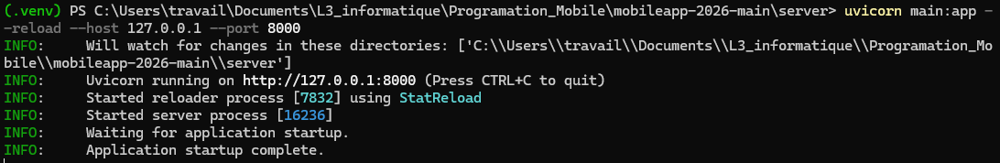 (.venv) PS C:\Users\travail\Documents\L3_informatique\Programation_Mobile\mobileapp-2026-main\server> uvicorn main:app -
-reload --host 127.0.0.1 --port 8000
INFO:     Will watch for changes in these directories: ['C:\\Users\\travail\\Documents\\L3_informatique\\Programation_Mo
bile\\mobileapp-2026-main\\server']
INFO:     Uvicorn running on http://127.0.0.1:8000 (Press CTRL+C to quit)
INFO:     Started reloader process [7832] using StatReload
INFO:     Started server process [16236]
INFO:     Waiting for application startup.
INFO:     Application startup complete.